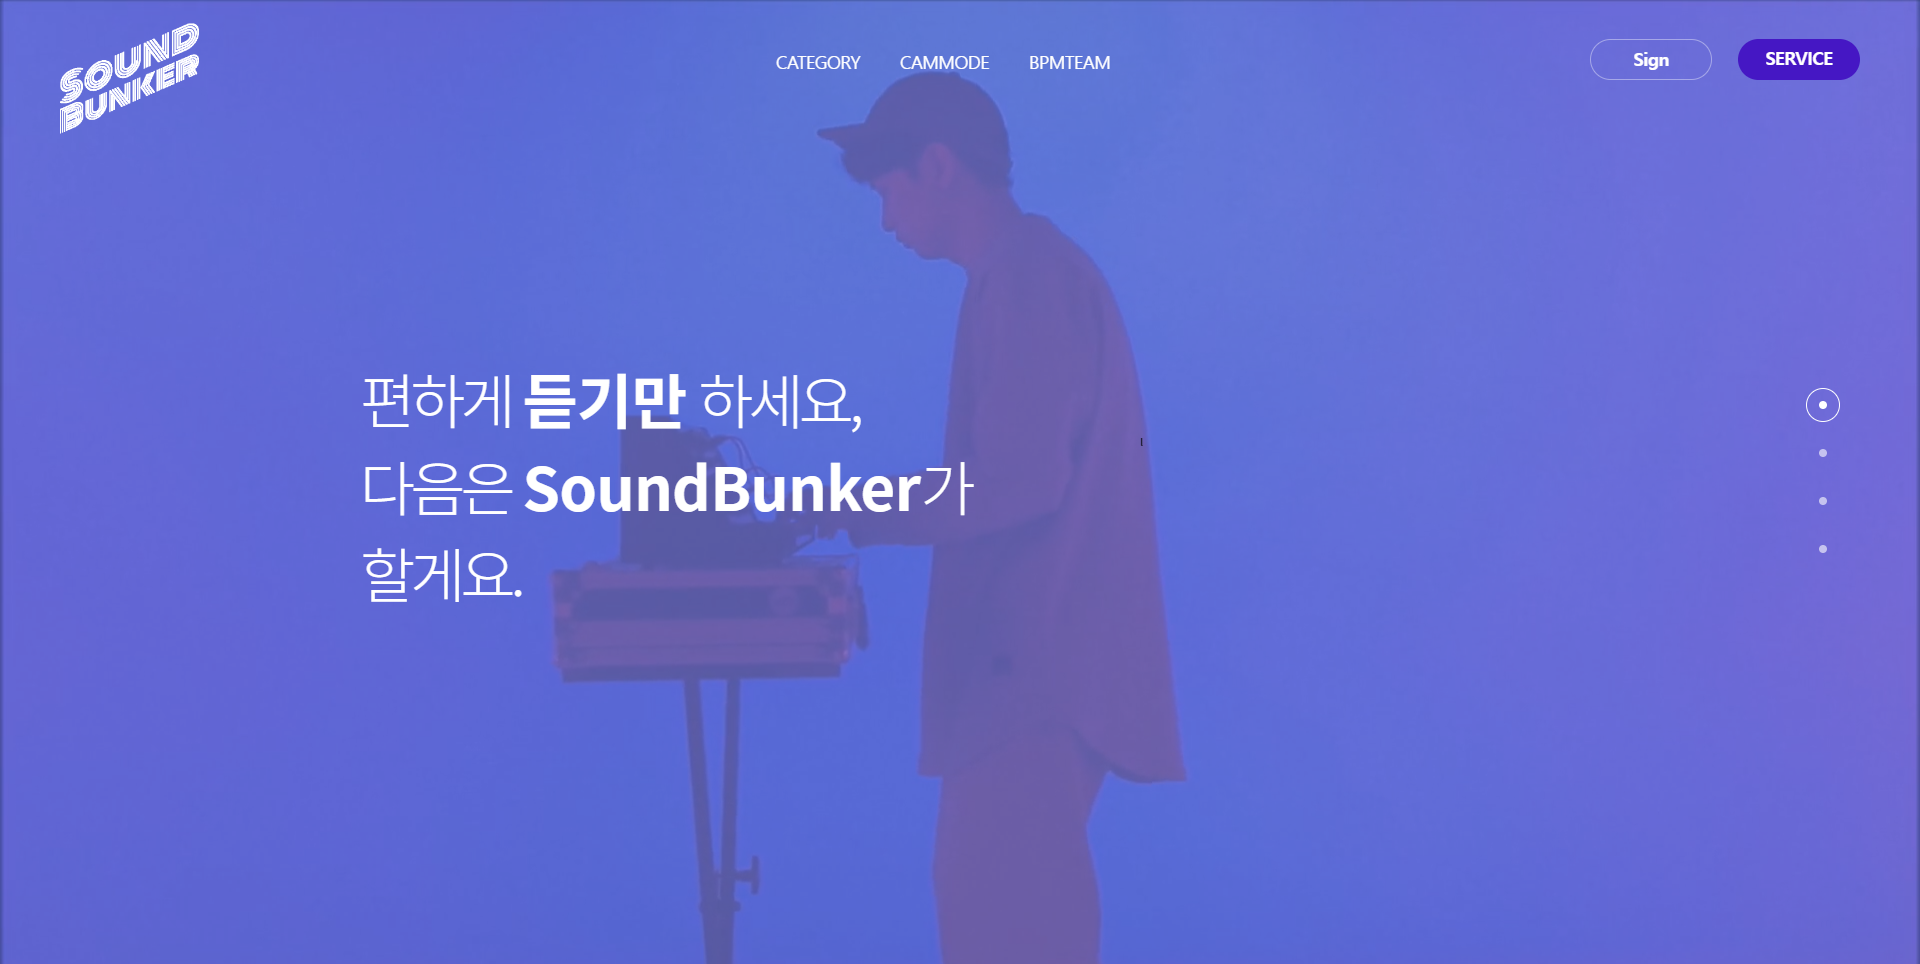 SOUND
BUNKER
CATEGORY
CAMMODE
BPMTEAM
Sign
SERVICE
편하게 듣기만 하세요,
다음은 SoundBunker가
할게요.